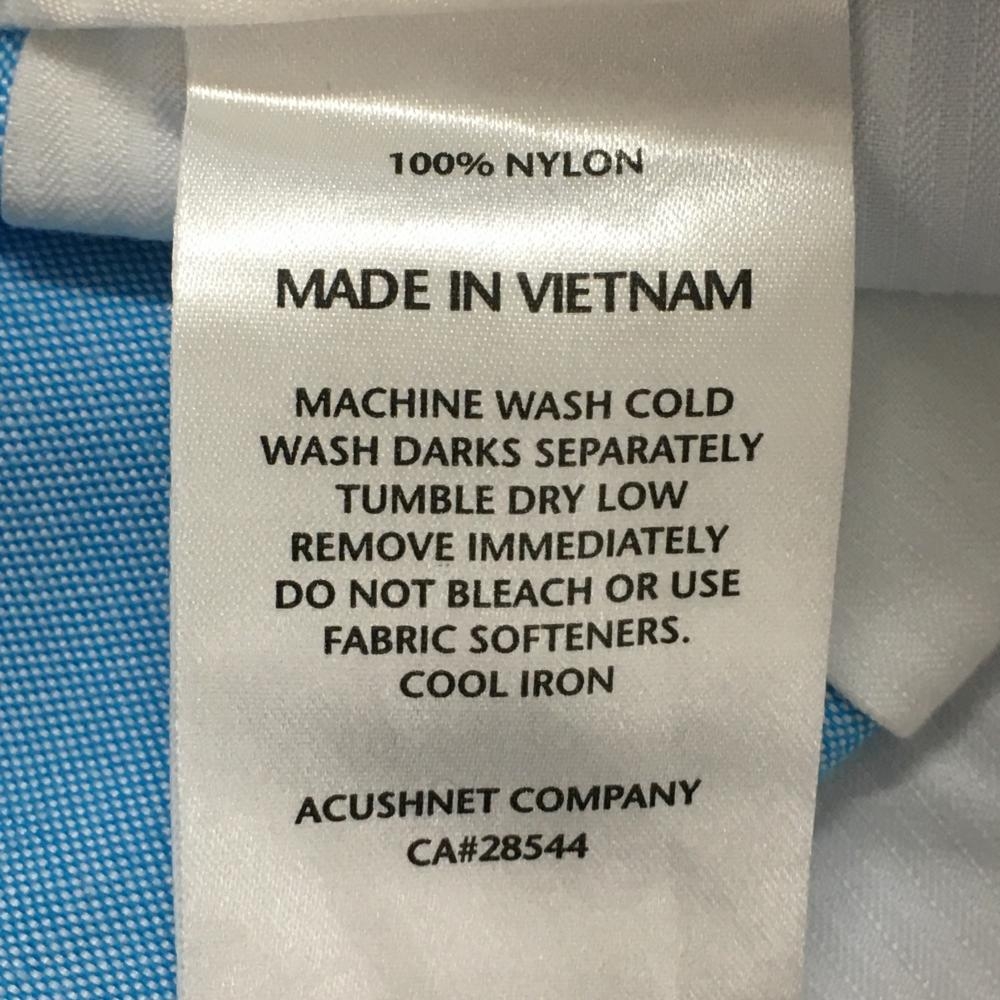 100% NYLON
MADE IN VIETNAM
MACHINE WASH COLD
WASH DARKS SEPARATELY
TUMBLE DRY LOW
REMOVE IMMEDIATELY
DO NOT BLEACH OR USE
FABRIC SOFTENERS.
COOL IRON
ACUSHNET COMPANY
CA#28544